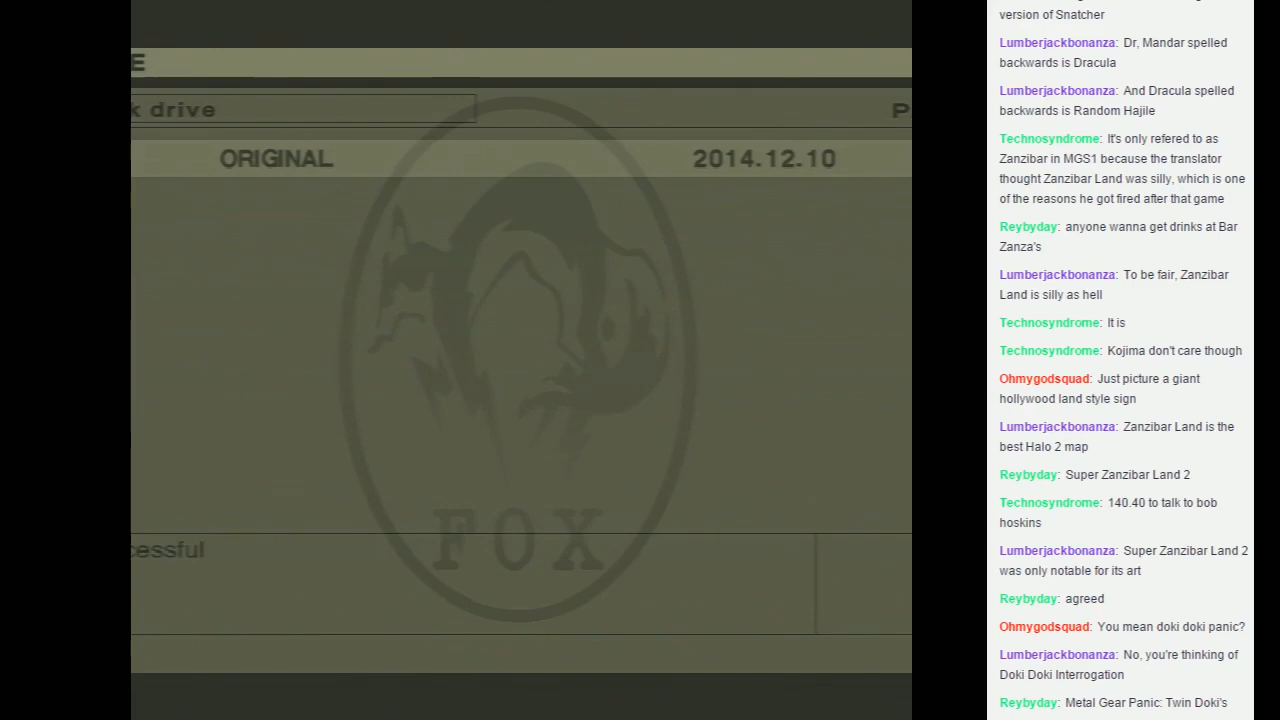 E
k drive
P
ORIGINAL 2014.12.10
FOX
cessful
version of Snatcher
Lumberjackbonanza: Dr, Mandar spelled
backwards is Dracula
Lumberjackbonanza: And Dracula spelled
backwards is Random Hajile
Technosyndrome: It's only refered to as
Zanzibar in MGS1 because the translator
thought Zanzibar Land was silly, which is one
of the reasons he got fired after that game
Reybyday: anyone wanna get drinks at Bar
Zanza's
Lumberjackbonanza: To be fair, Zanzibar
Land is silly as hell
Technosyndrome: It is
Technosyndrome: Kojima don't care though
Ohmygodsquad: Just picture a giant
hollywood land style sign
Lumberjackbonanza: Zanzibar Land is the
best Halo 2 map
Reybyday: Super Zanzibar Land 2
Technosyndrome: 140.40 to talk to bob
hoskins
Lumberjackbonanza: Super Zanzibar Land 2
was only notable for its art
Reybyday: agreed
Ohmygodsquad: You mean doki doki panic?
Lumberjackbonanza: No, you're thinking of
Doki Doki Interrogation
Reybyday: Metal Gear Panic: Twin Doki's